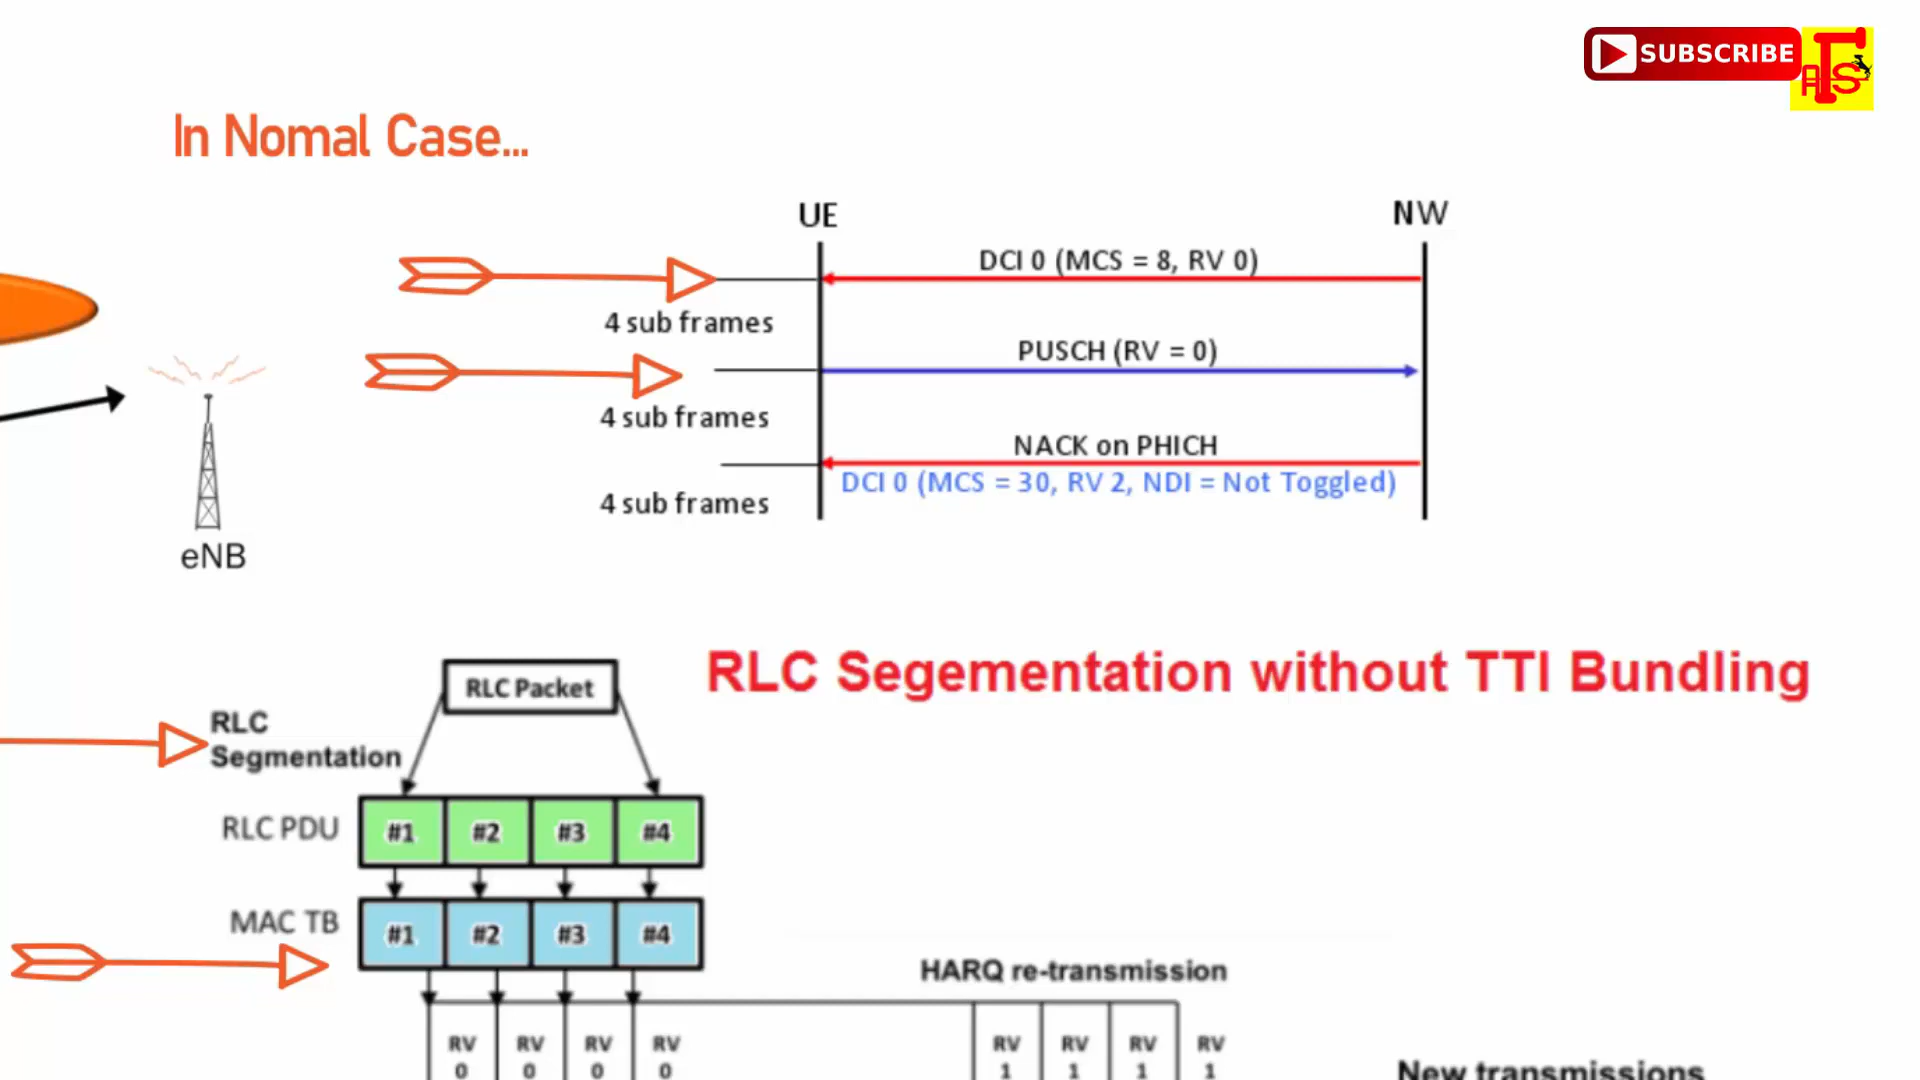 SUBSCRIBE
ATS
In Nomal Case...
UE
NW
DCI 0 (MCS = 8, RV 0)
4 sub frames
PUSCH (RV = 0)
4 sub frames
NACK on PHICH
DCI 0 (MCS = 30, RV 2, NDI = Not Toggled)
4 sub frames
eNB
RLC Segementation without TTI Bundling
RLC Packet
RLC
Segmentation
RLC PDU
#1 #2 #3 #4
MAC TB
#1 #2 #3 #4
HARQ re-transmission
RV RV RV RV RV RV RV RV
0 0 0 0 1 1 1 1
New transmissions